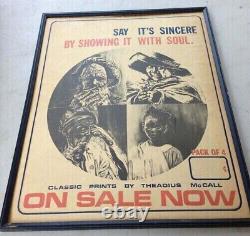 SAY IT'S SINCERE
BY SHOWING IT WITH SOUL.
PACK OF 4
¢
CLASSIC PRINTS BY THEADIUS McCALL
ON SALE NOW